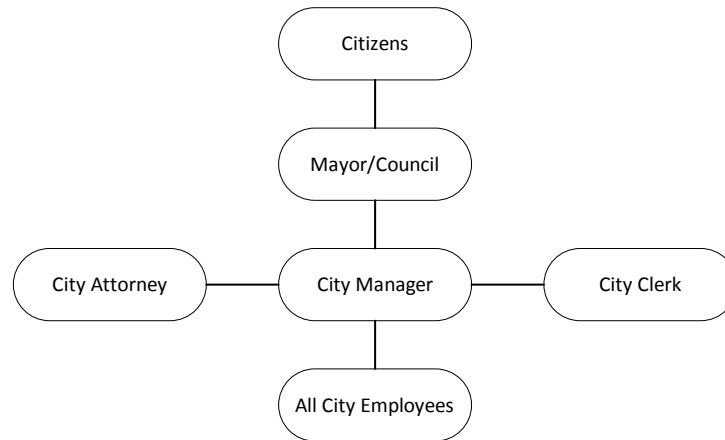 Citizens
Mayor/Council
City Attorney
City Manager
City Clerk
All City Employees